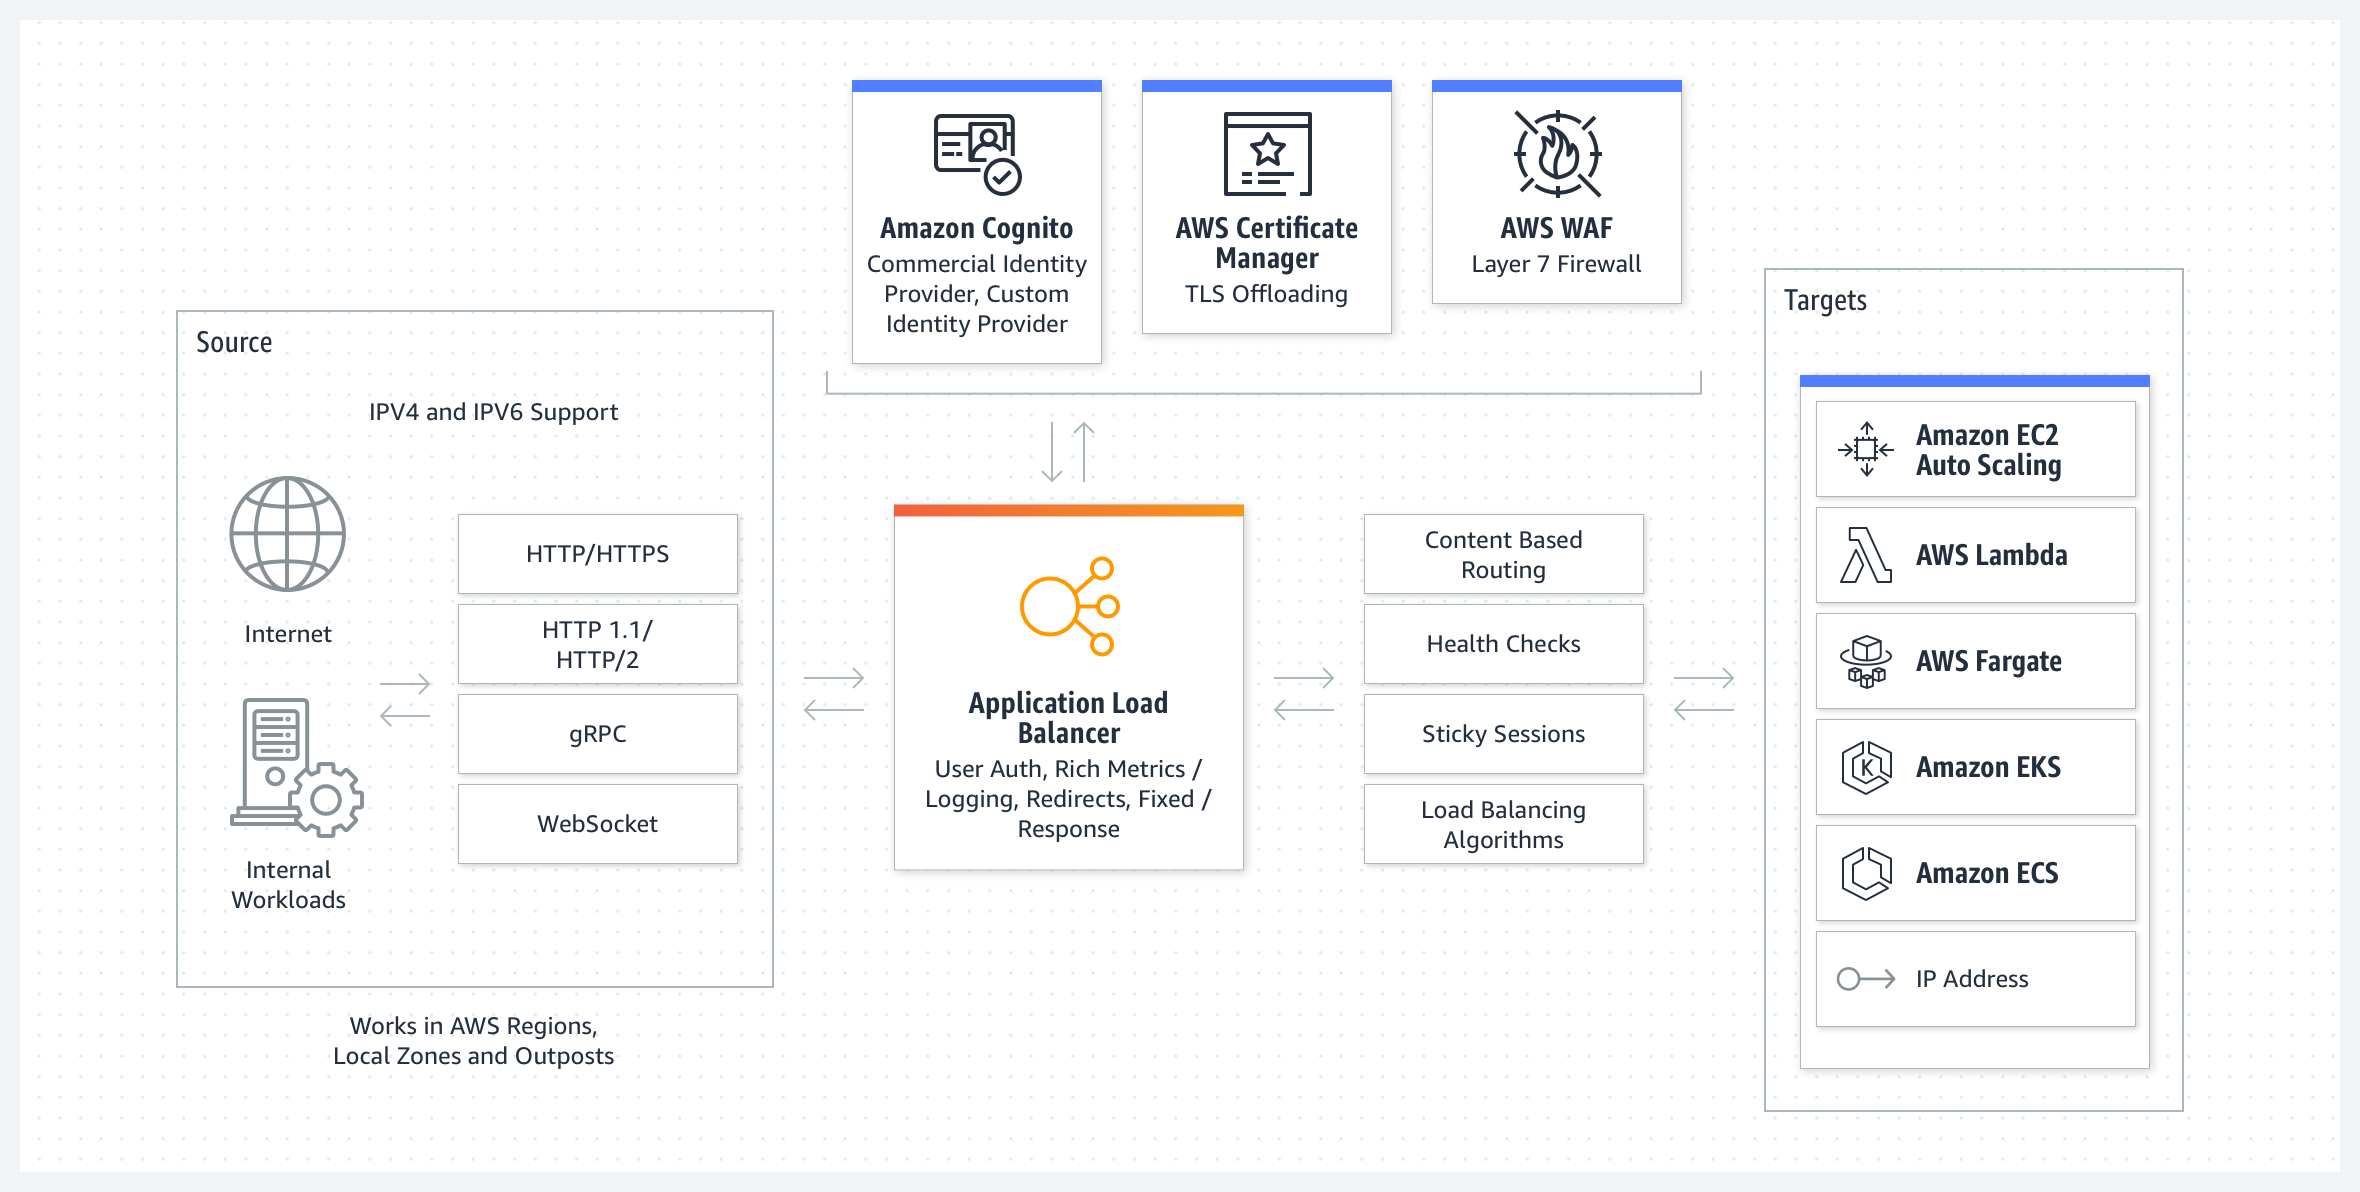 Amazon Cognito
Commercial Identity
Provider, Custom
Identity Provider
AWS Certificate
Manager
TLS Offloading
AWS WAF
Layer 7 Firewall
Source
IPV4 and IPV6 Support
Internet
Internal
Workloads
HTTP/HTTPS
HTTP 1.1/
HTTP/2
gRPC
WebSocket
Works in AWS Regions,
Local Zones and Outposts
Application Load
Balancer
User Auth, Rich Metrics /
Logging, Redirects, Fixed /
Response
Content Based
Routing
Health Checks
Sticky Sessions
Load Balancing
Algorithms
Targets
Amazon EC2
Auto Scaling
AWS Lambda
AWS Fargate
K
Amazon EKS
Amazon ECS
IP Address